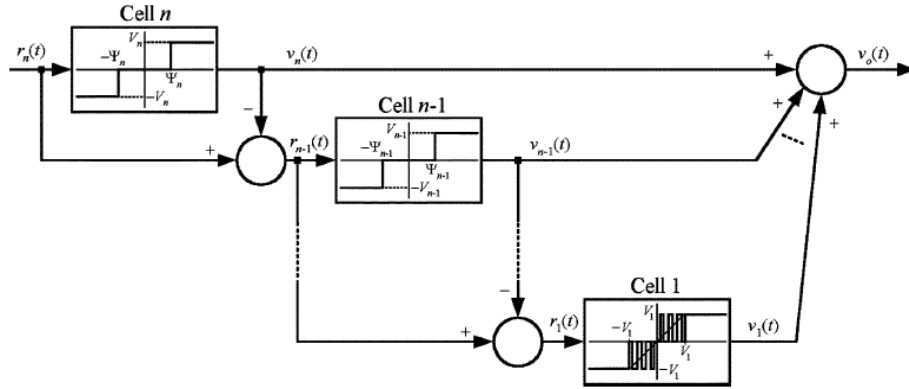 Cell n
r_n(t)
V_n
−Ψ_n
Ψ_n
−V_n
v_n(t)
+
v_o(t)
−
+
+
Cell n-1
+
r_{n-1}(t)
V_{n-1}
−Ψ_{n-1}
Ψ_{n-1}
−V_{n-1}
v_{n-1}(t)
−
Cell 1
+
r_1(t)
V_1
−V_1
V_1
−V_1
v_1(t)